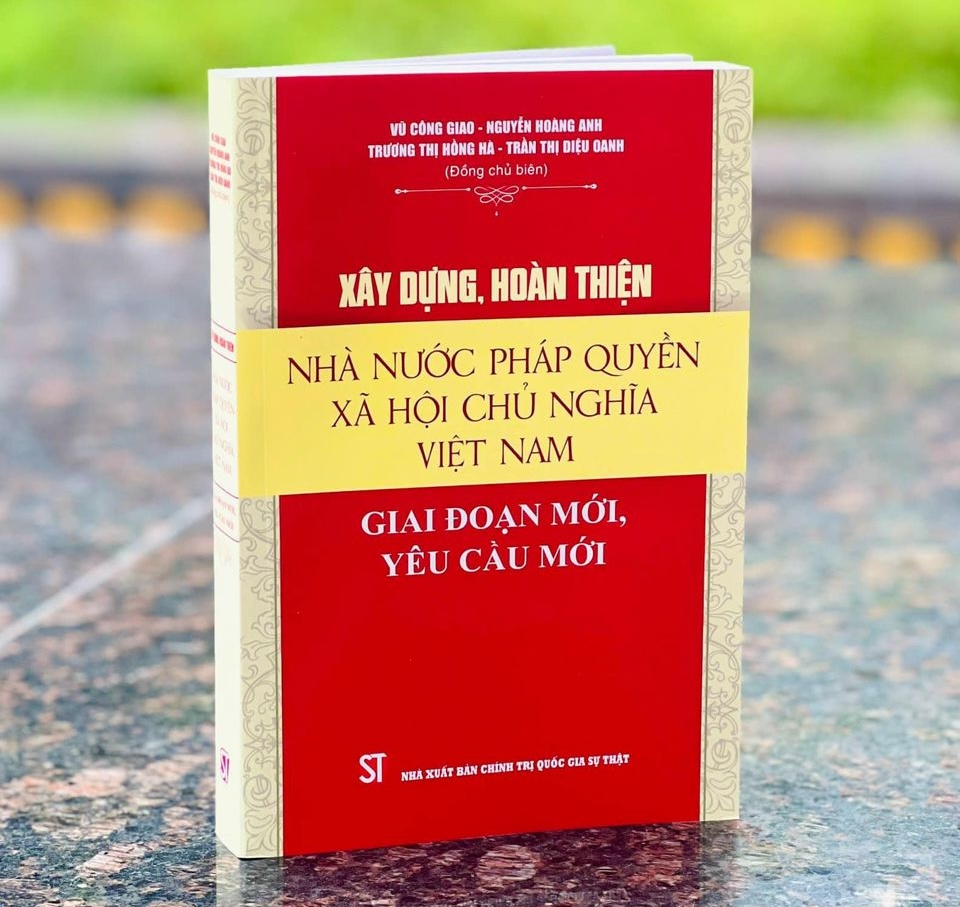 VŨ CÔNG GIAO - NGUYỄN HOÀNG ANH
TRƯƠNG THỊ HỒNG HÀ - TRẦN THỊ DIỆU OANH
(Đồng chủ biên)
XÂY DỰNG, HOÀN THIỆN
NHÀ NƯỚC PHÁP QUYỀN
XÃ HỘI CHỦ NGHĨA
VIỆT NAM
GIAI ĐOẠN MỚI,
YÊU CẦU MỚI
ST NHÀ XUẤT BẢN CHÍNH TRỊ QUỐC GIA SỰ THẬT